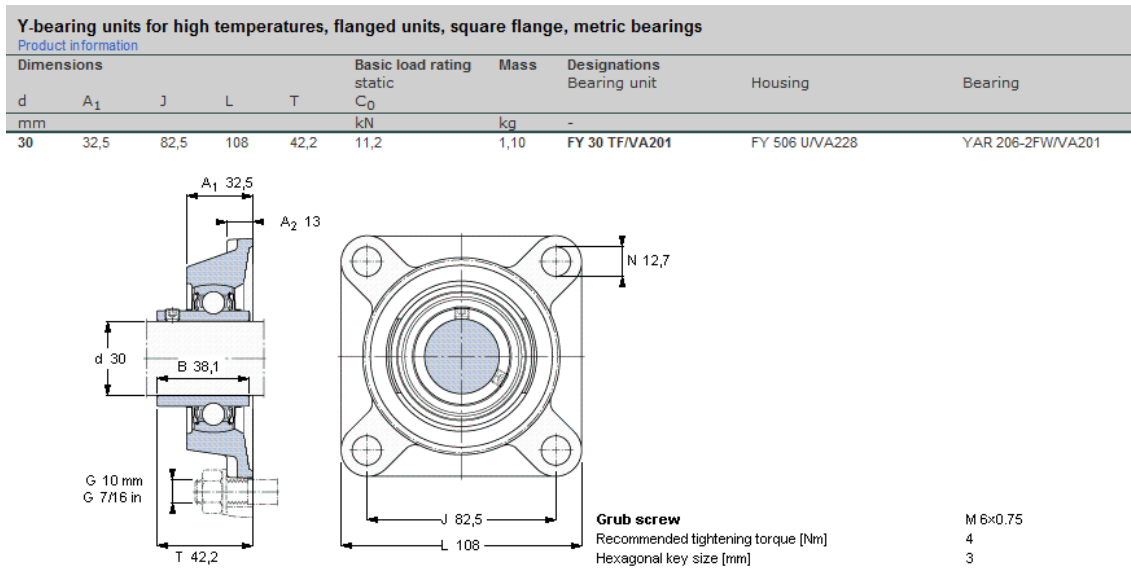 Y-bearing units for high temperatures, flanged units, square flange, metric bearings
Product information
Dimensions Basic load rating Mass Designations
static Bearing unit Housing Bearing
d A1 J L T C0
mm kN kg -
30 32,5 82,5 108 42,2 11,2 1,10 FY 30 TF/VA201 FY 506 U/VA228 YAR 206-2FW/VA201
A1 32,5
A2 13
N 12,7
d 30
B 38,1
G 10 mm
G 7/16 in
J 82,5
L 108
T 42,2
Grub screw M 6×0.75
Recommended tightening torque [Nm] 4
Hexagonal key size [mm] 3